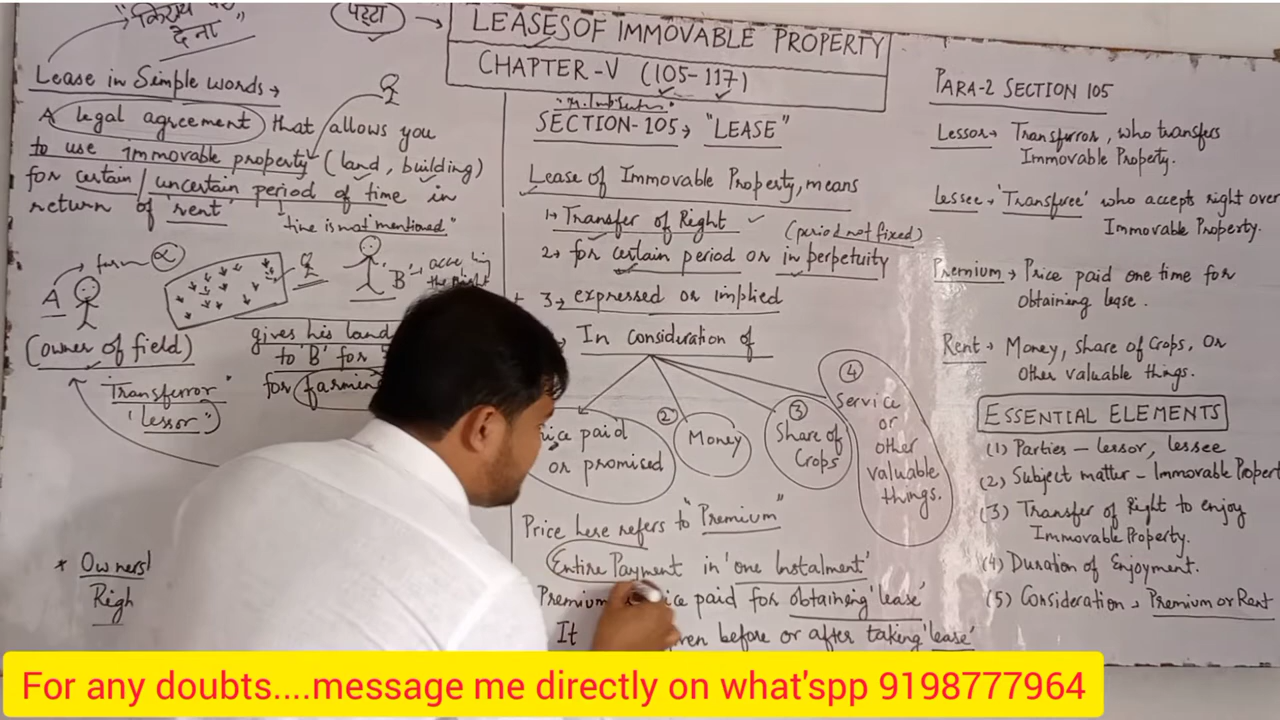 "किराये पर
देना"
पट्टा
LEASES OF IMMOVABLE PROPERTY
CHAPTER-V (105-117)
Lease in Simple words→
A legal agreement that allows you
to use immovable property (land, building)
for certain/uncertain period of time in
return of 'rent'
"time is not mentioned"
A
farm
B
(owner of field)
"Transferror"
'lessor')
gives his land
to 'B' for
for farming
* Owners
Righ
SECTION-105→ "LEASE"
Lease of Immovable Property, means
1→ Transfer of Right
(period not fixed)
2→ for certain period or in perpetuity
3→ expressed or implied
In consideration of
paid
or promised
② Money
③ Share of
Crops
④
Service
or
other
valuable
things.
Price here refers to "Premium"
Entire Payment in 'one Instalment'
Premium paid for obtaining 'lease'
It before or after taking 'lease'
PARA-2 SECTION 105
Lessor→ Transferror, who transfers
Immovable Property.
Lessee→ 'Transferee' who accepts right over
Immovable Property.
Premium→ Price paid one time for
obtaining lease.
Rent→ Money, share of Crops, or
Other valuable things.
ESSENTIAL ELEMENTS
(1) Parties – lessor, lessee
(2) Subject matter – Immovable Propert
(3) Transfer of Right to enjoy
Immovable Property.
(4) Duration of Enjoyment.
(5) Consideration→ Premium or Rent
For any doubts....message me directly on what'spp 9198777964